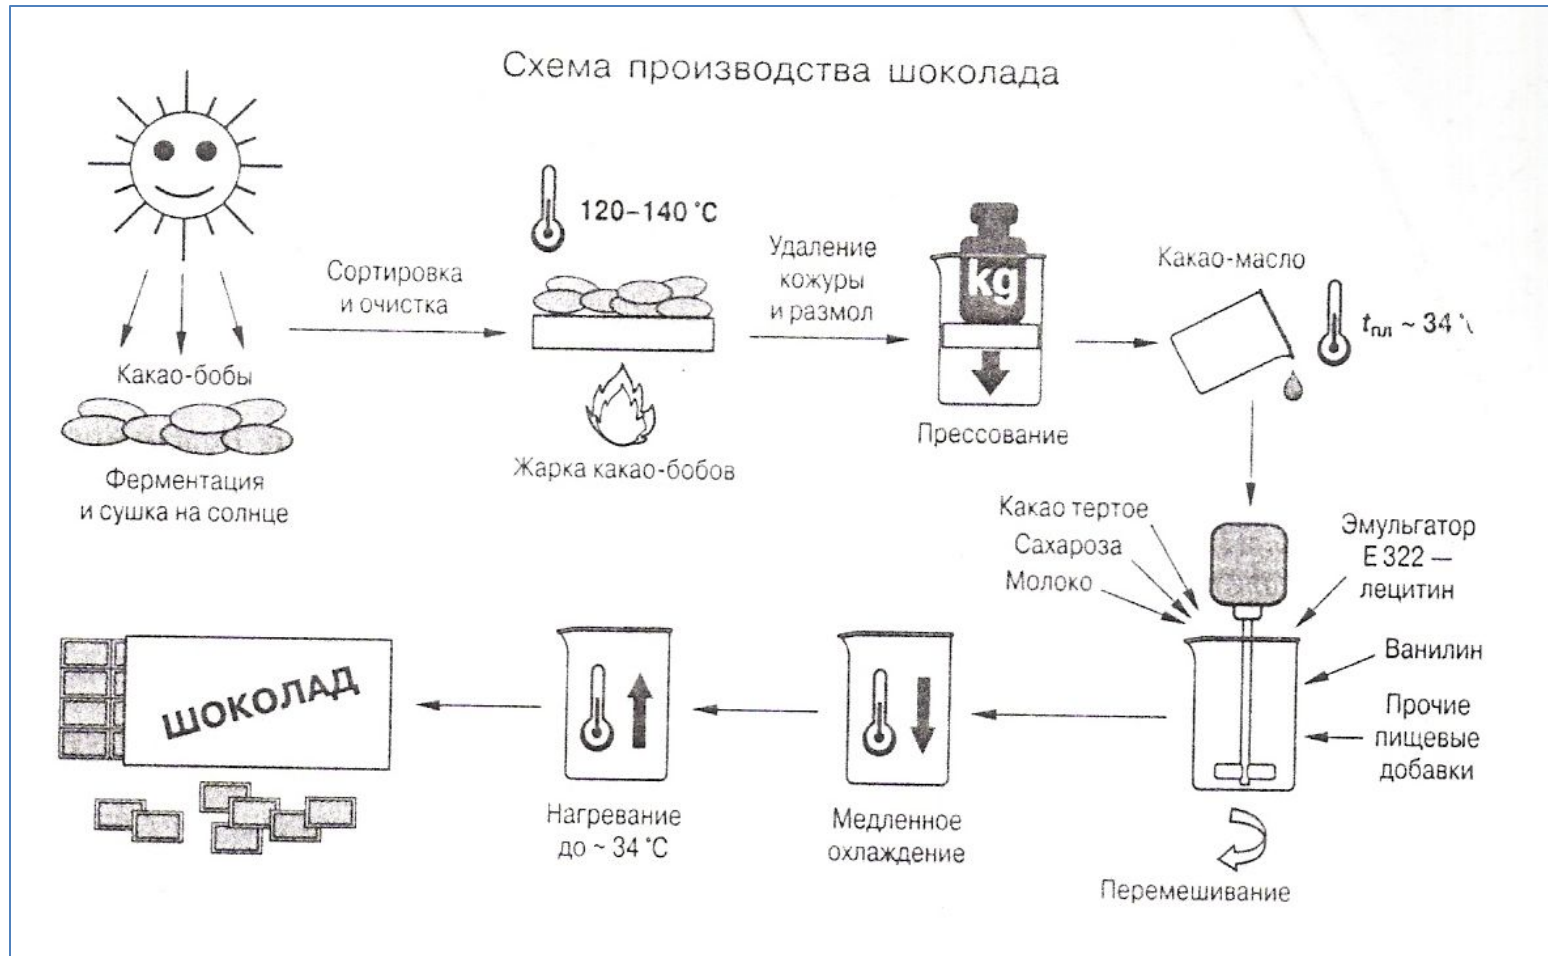 Схема производства шоколада
120–140 °C
Сортировка
и очистка
Удаление
кожуры
и размол
kg
Какао-масло
tпл ~ 34 °
Какао-бобы
Ферментация
и сушка на солнце
Жарка какао-бобов
Прессование
Какао тертое
Сахароза
Молоко
Эмульгатор
Е 322 —
лецитин
Ванилин
Прочие
пищевые
добавки
Перемешивание
Медленное
охлаждение
Нагревание
до ~ 34 °C
ШОКОЛАД